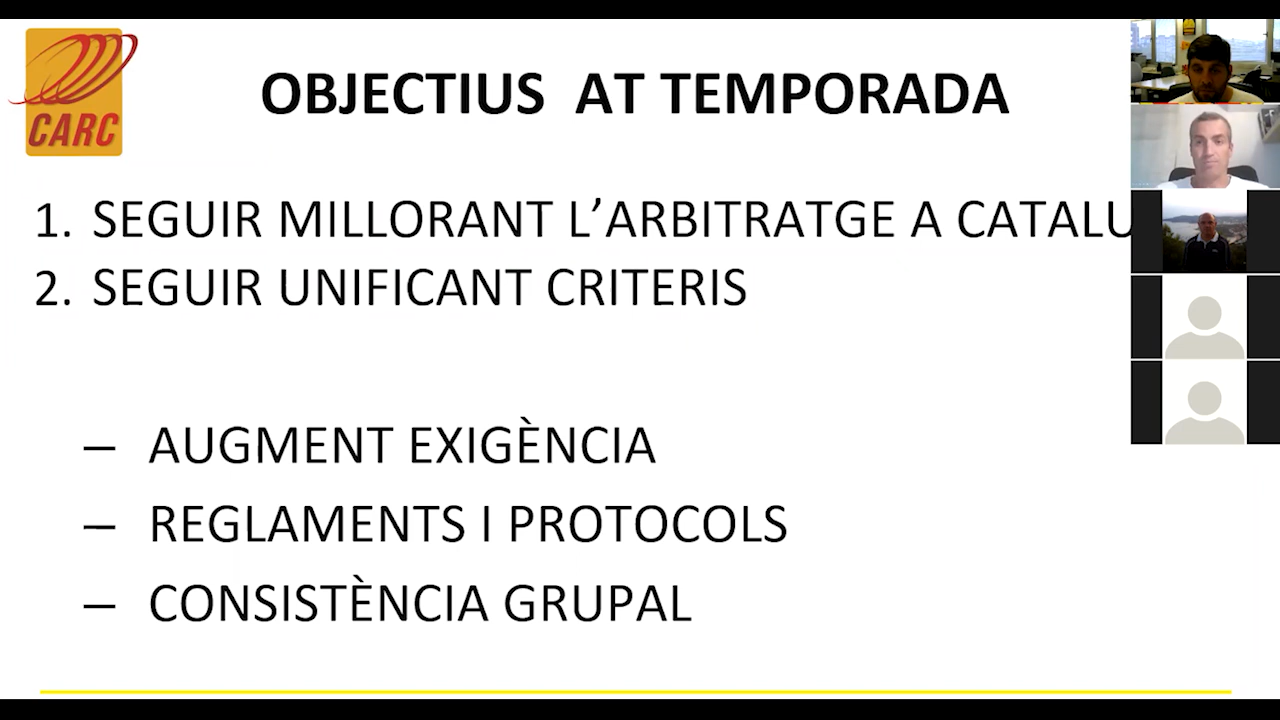 CARC
OBJECTIUS AT TEMPORADA
1. SEGUIR MILLORANT L’ARBITRATGE A CATALU
2. SEGUIR UNIFICANT CRITERIS
– AUGMENT EXIGÈNCIA
– REGLAMENTS I PROTOCOLS
– CONSISTÈNCIA GRUPAL